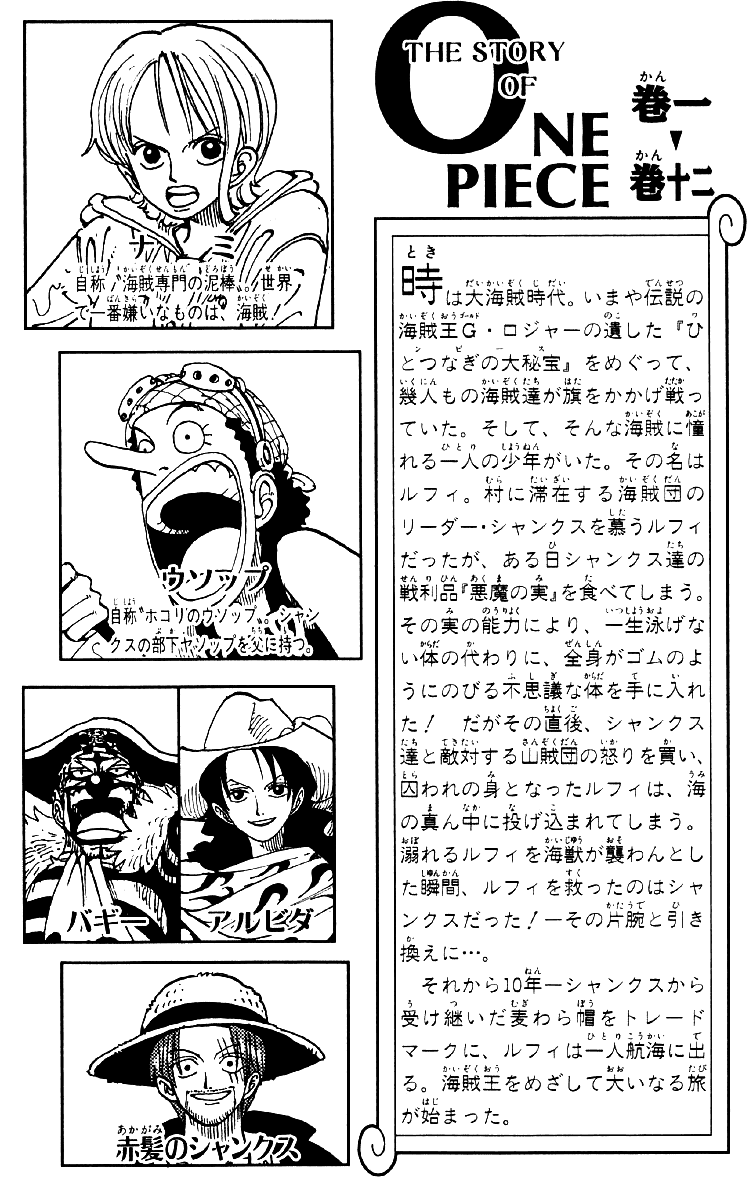 THE STORY
OF
ONE
PIECE
巻一
▼
巻十二
ナミ
自称〝海賊専門の泥棒〟。世界
で一番嫌いなものは、海賊!
ウソップ
自称〝ホコリのウソップ〟。シャン
クスの部下ヤソップを父に持つ。
バギー
アルビダ
赤髪のシャンクス
時は大海賊時代。いまや伝説の
海賊王G・ロジャーの遺した『ひ
とつなぎの大秘宝』をめぐって、
幾人もの海賊達が旗をかかげ戦っ
ていた。そして、そんな海賊に憧
れる一人の少年がいた。その名は
ルフィ。村に滞在する海賊団の
リーダー・シャンクスを慕うルフィ
だったが、ある日シャンクス達の
戦利品『悪魔の実』を食べてしまう。
その実の能力により、一生泳げな
い体の代わりに、全身がゴムのよ
うにのびる不思議な体を手に入れ
た! だがその直後、シャンクス
達と敵対する山賊団の怒りを買い、
囚われの身となったルフィは、海
の真ん中に投げ込まれてしまう。
溺れるルフィを海獣が襲わんとし
た瞬間、ルフィを救ったのはシャ
ンクスだった!―その片腕と引き
換えに…。
それから10年―シャンクスから
受け継いだ麦わら帽をトレード
マークに、ルフィは一人航海に出
る。海賊王をめざして大いなる旅
が始まった。